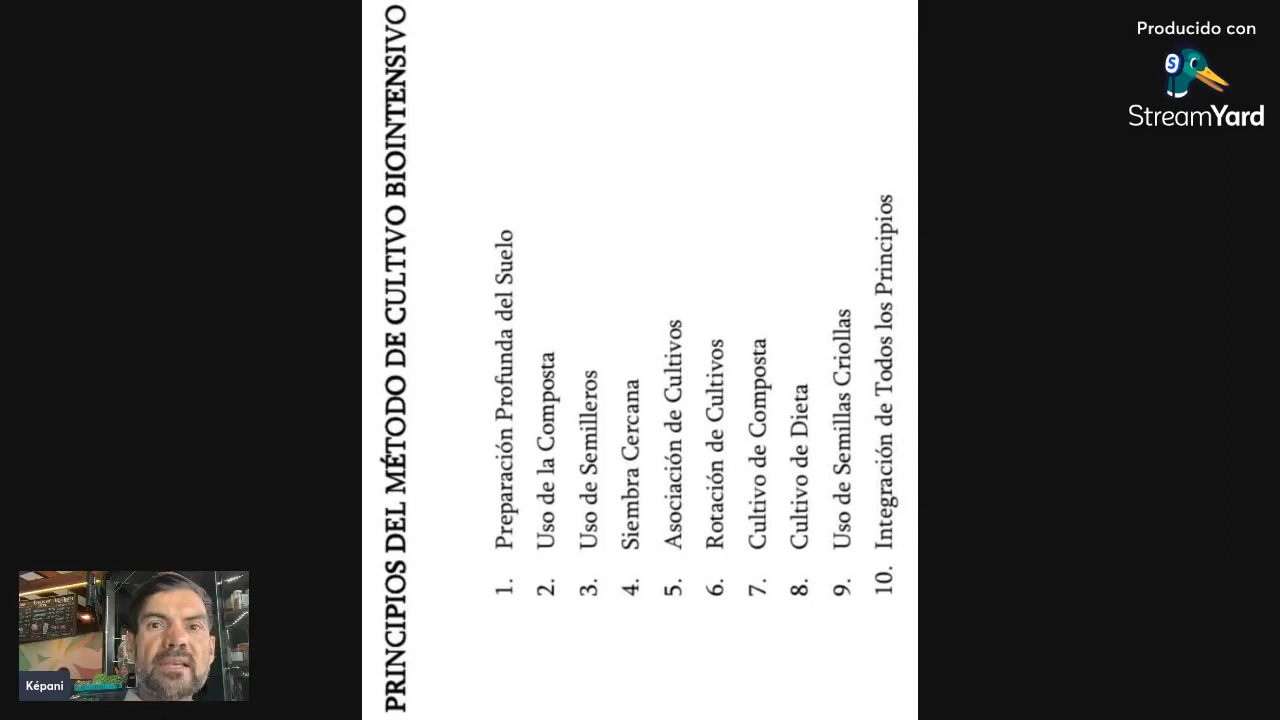 PRINCIPIOS DEL MÉTODO DE CULTIVO BIOINTENSIVO
1. Preparación Profunda del Suelo
2. Uso de la Composta
3. Uso de Semilleros
4. Siembra Cercana
5. Asociación de Cultivos
6. Rotación de Cultivos
7. Cultivo de Composta
8. Cultivo de Dieta
9. Uso de Semillas Criollas
10. Integración de Todos los Principios
Producido con
StreamYard
S
Képani